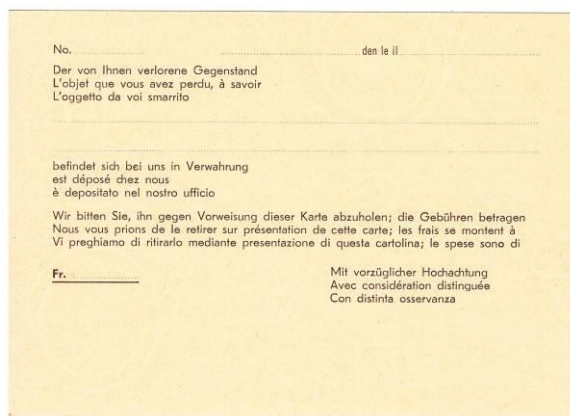 No. den le il
Der von Ihnen verlorene Gegenstand
L'objet que vous avez perdu, à savoir
L'oggetto da voi smarrito
befindet sich bei uns in Verwahrung
est déposé chez nous
è depositato nel nostro ufficio
Wir bitten Sie, ihn gegen Vorweisung dieser Karte abzuholen; die Gebühren betragen
Nous vous prions de le retirer sur présentation de cette carte; les frais se montent à
Vi preghiamo di ritirarlo mediante presentazione di questa cartolina; le spese sono di
Fr.
Mit vorzüglicher Hochachtung
Avec considération distinguée
Con distinta osservanza